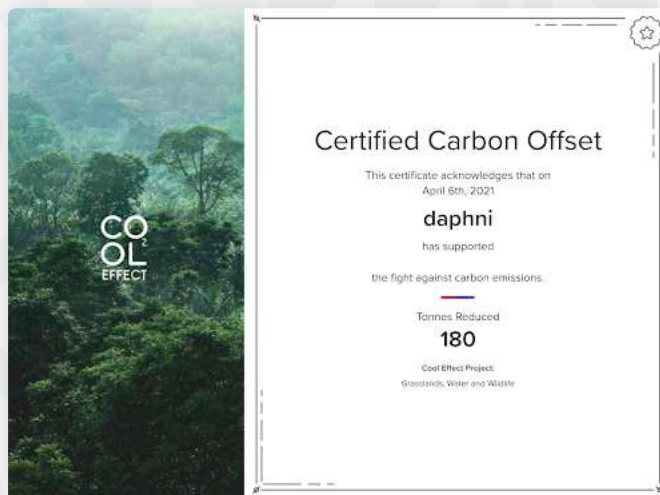 CO2
OL
EFFECT
Certified Carbon Offset
This certificate acknowledges that on
April 6th, 2021
daphni
has supported
the fight against carbon emissions.
Tonnes Reduced
180
Cool Effect Project:
Grasslands, Water and Wildlife